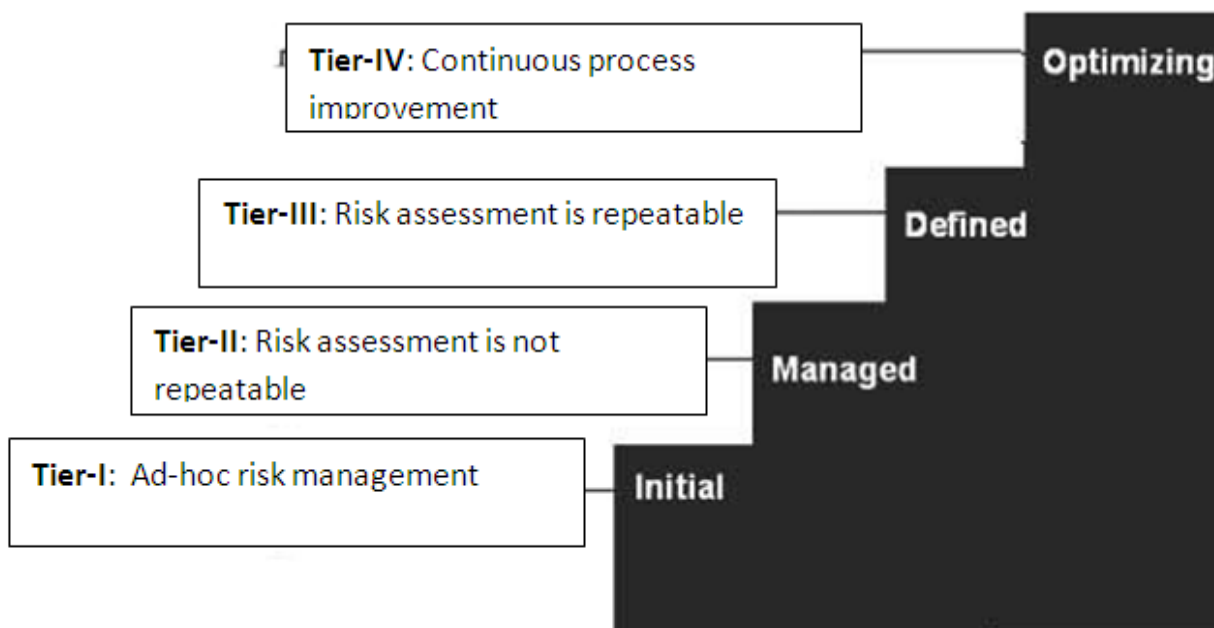 Tier-IV: Continuous process
improvement
Optimizing
Tier-III: Risk assessment is repeatable
Defined
Tier-II: Risk assessment is not
repeatable
Managed
Tier-I: Ad-hoc risk management
Initial